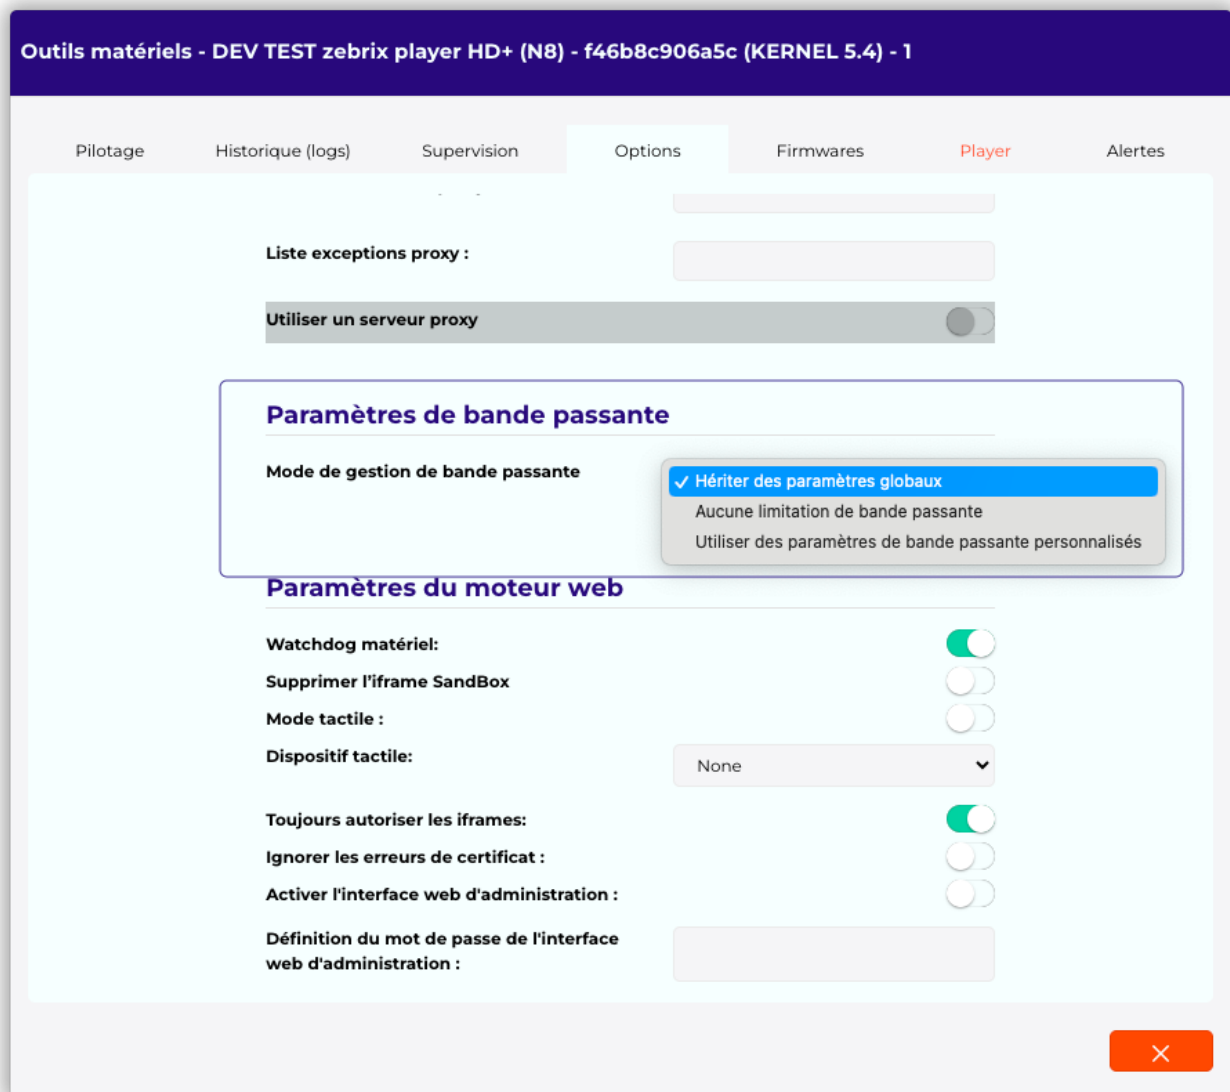 Outils matériels - DEV TEST zebrix player HD+ (N8) - f46b8c906a5c (KERNEL 5.4) - 1
Pilotage Historique (logs) Supervision Options Firmwares Player Alertes
Liste exceptions proxy :
Utiliser un serveur proxy
Paramètres de bande passante
Mode de gestion de bande passante
✓ Hériter des paramètres globaux
Aucune limitation de bande passante
Utiliser des paramètres de bande passante personnalisés
Paramètres du moteur web
Watchdog matériel:
Supprimer l'iframe SandBox
Mode tactile :
Dispositif tactile:
None
Toujours autoriser les iframes:
Ignorer les erreurs de certificat :
Activer l'interface web d'administration :
Définition du mot de passe de l'interface
web d'administration :